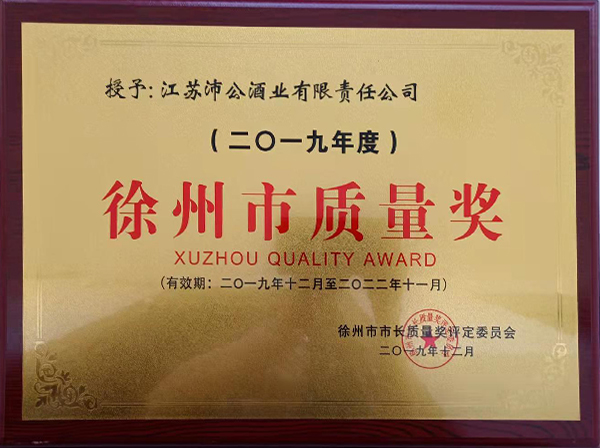 授予：江苏沛公酒业有限责任公司
（二〇一九年度）
徐州市质量奖
XUZHOU QUALITY AWARD
（有效期：二〇一九年十二月至二〇二二年十一月）
徐州市市长质量奖评定委员会
二〇一九年十二月